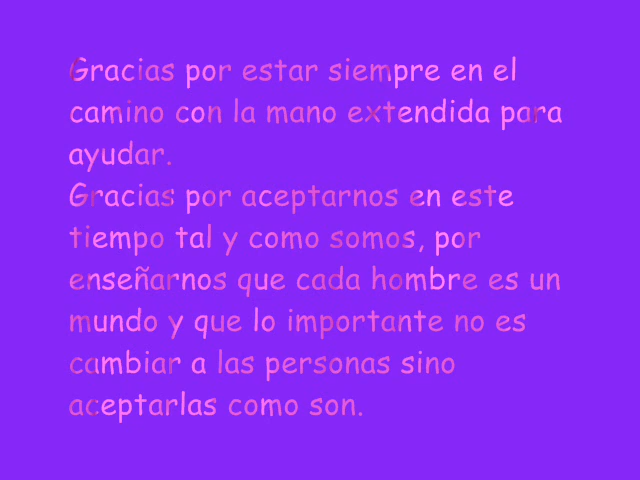 Gracias por estar siempre en el
camino con la mano extendida para
ayudar.
Gracias por aceptarnos en este
tiempo tal y como somos, por
enseñarnos que cada hombre es un
mundo y que lo importante no es
cambiar a las personas sino
aceptarlas como son.